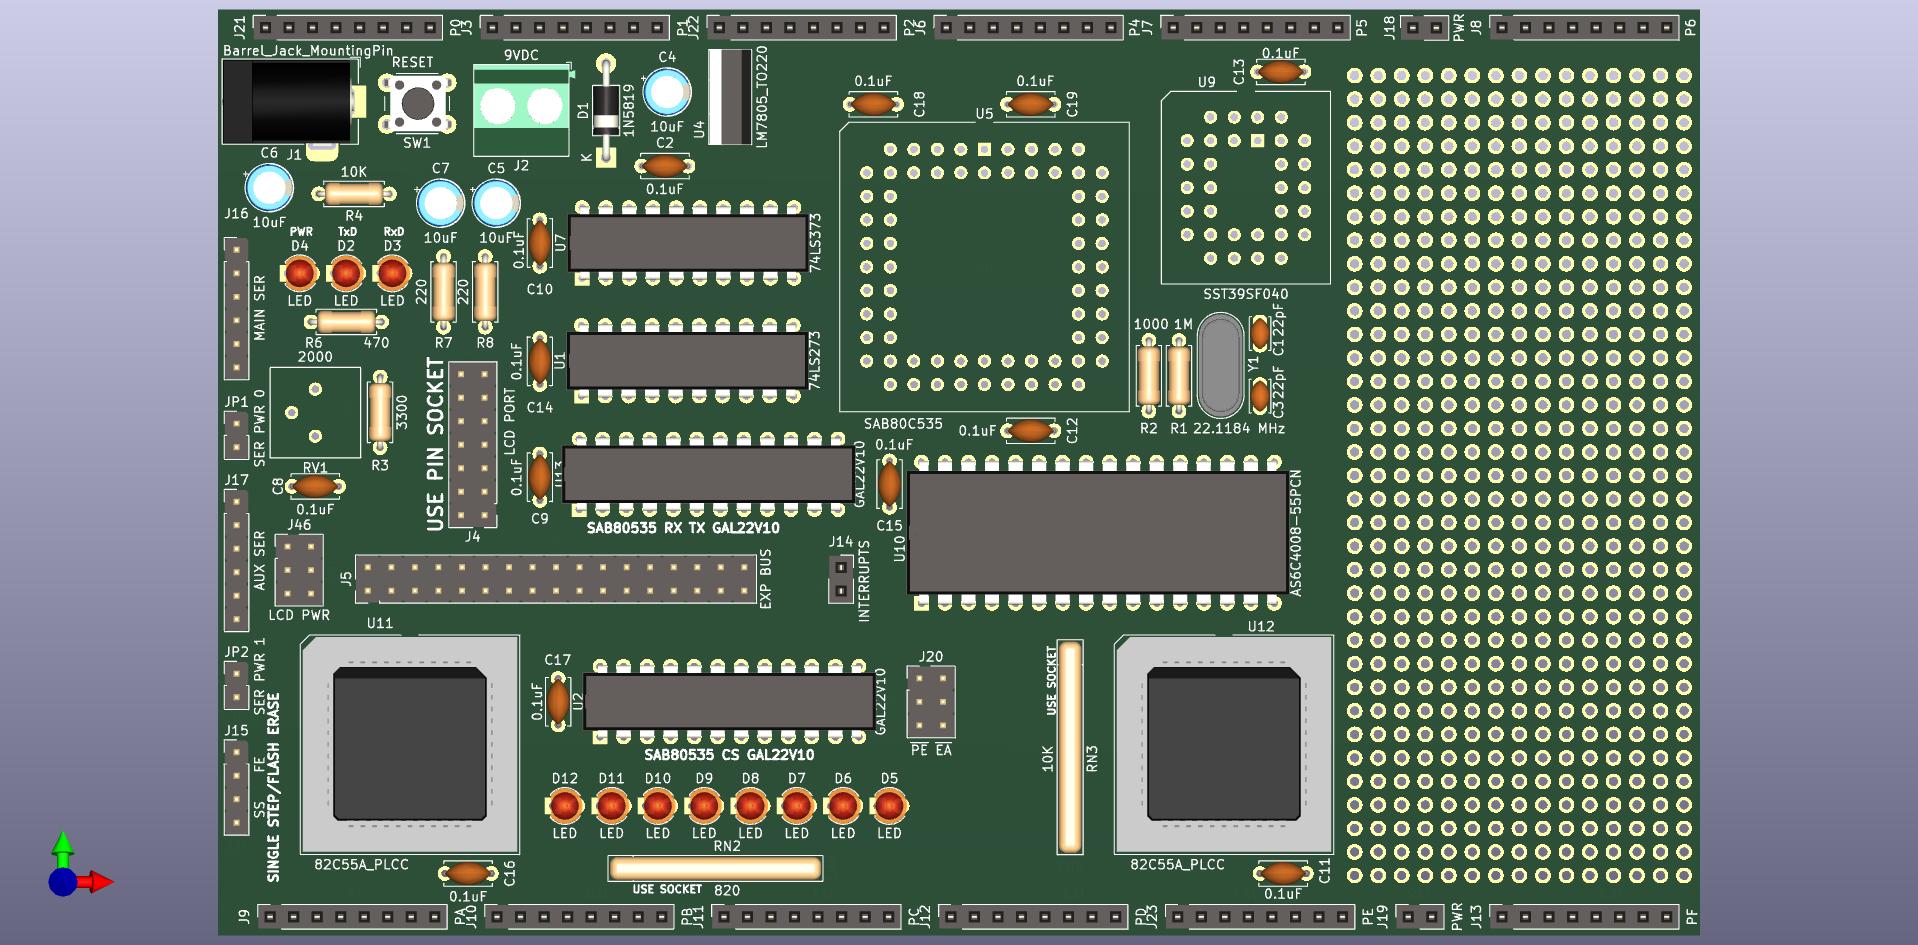 J21
P0
J3
P1
J22
P2
J6
P4
J7
P5
J18
PWR
J8
P6
Barrel_Jack_MountingPin
RESET
9VDC
C4
LM7805_TO220
0.1uF
C13
0.1uF
C18
0.1uF
C19
U9
U5
D1
1N5819
K
10uF
U4
SW1
J2
C2
0.1uF
C6
J1
10uF
10K
R4
C7
10uF
C5
10uF
J16
PWR
D4
LED
TxD
D2
LED
RxD
D3
LED
0.1uF
C10
U7
74LS373
SST39SF040
MAIN SER
220
R7
220
R8
R6
470
2000
0.1uF
C14
U1
74LS273
1000
R2
1M
R1
22.1184 MHz
Y1
C1
22pF
C3
22pF
SAB80C535
0.1uF
C12
JP1
SER PWR 0
3300
R3
RV1
USE PIN SOCKET
LCD PORT
J4
0.1uF
C9
GAL22V10
SAB80535 RX TX GAL22V10
0.1uF
C15
U10
AS6C4008-55PCN
J17
C8
0.1uF
AUX SER
J46
LCD PWR
J5
EXP BUS
J14
INTERRUPTS
U11
82C55A_PLCC
U12
82C55A_PLCC
JP2
SER PWR 1
C17
0.1uF
U2
GAL22V10
SAB80535 CS GAL22V10
J20
PE EA
USE SOCKET
10K
RN3
J15
FE
SS
SINGLE STEP/FLASH ERASE
D12
D11
D10
D9
D8
D7
D6
D5
LED
LED
LED
LED
LED
LED
LED
LED
RN2
USE SOCKET
820
C16
0.1uF
C11
0.1uF
J9
PA
J10
PB
J11
PC
J12
PD
J23
PE
J19
PWR
J13
PF